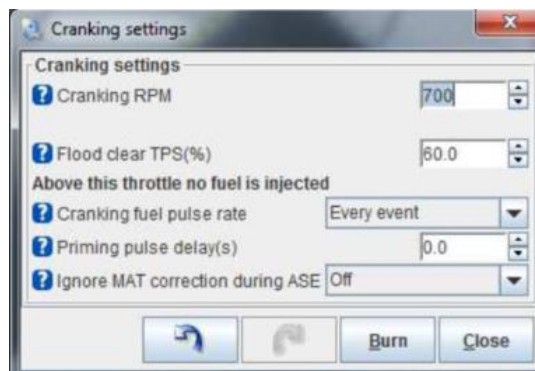 Cranking settings
Cranking settings
Cranking RPM 700
Flood clear TPS(%) 60.0
Above this throttle no fuel is injected
Cranking fuel pulse rate Every event
Priming pulse delay(s) 0.0
Ignore MAT correction during ASE Off
Burn Close